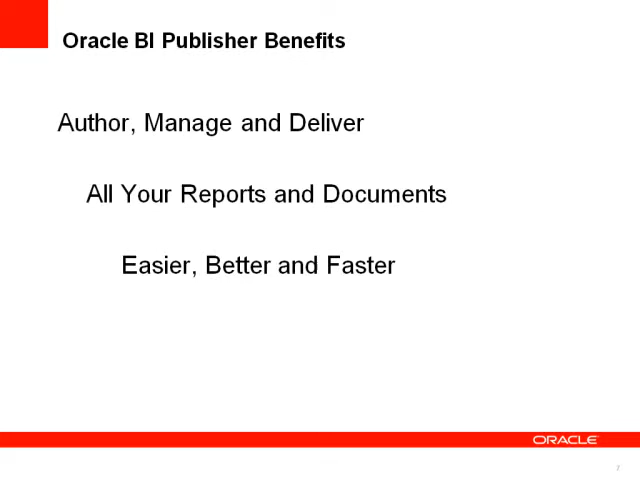 Oracle BI Publisher Benefits
Author, Manage and Deliver
All Your Reports and Documents
Easier, Better and Faster
ORACLE